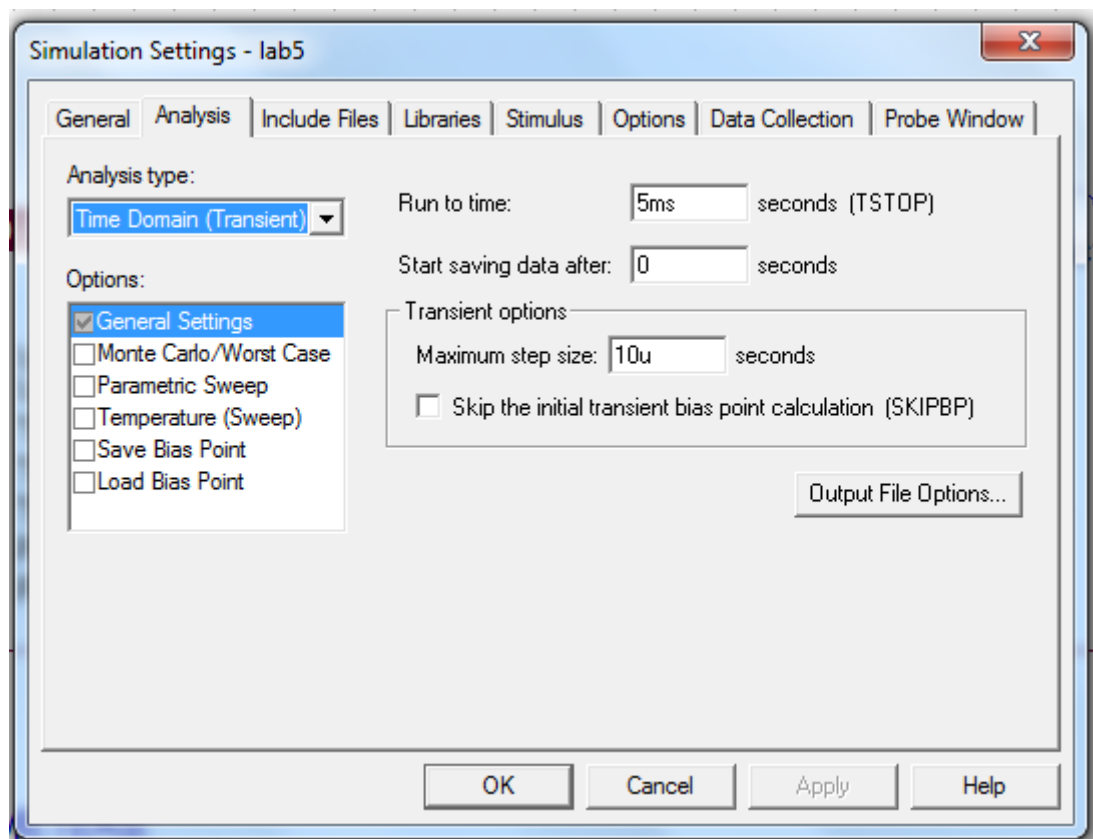 Simulation Settings - lab5
General Analysis Include Files Libraries Stimulus Options Data Collection Probe Window
Analysis type:
Time Domain (Transient)
Options:
General Settings
Monte Carlo/Worst Case
Parametric Sweep
Temperature (Sweep)
Save Bias Point
Load Bias Point
Run to time: 5ms seconds (TSTOP)
Start saving data after: 0 seconds
Transient options
Maximum step size: 10u seconds
Skip the initial transient bias point calculation (SKIPBP)
Output File Options...
OK Cancel Apply Help